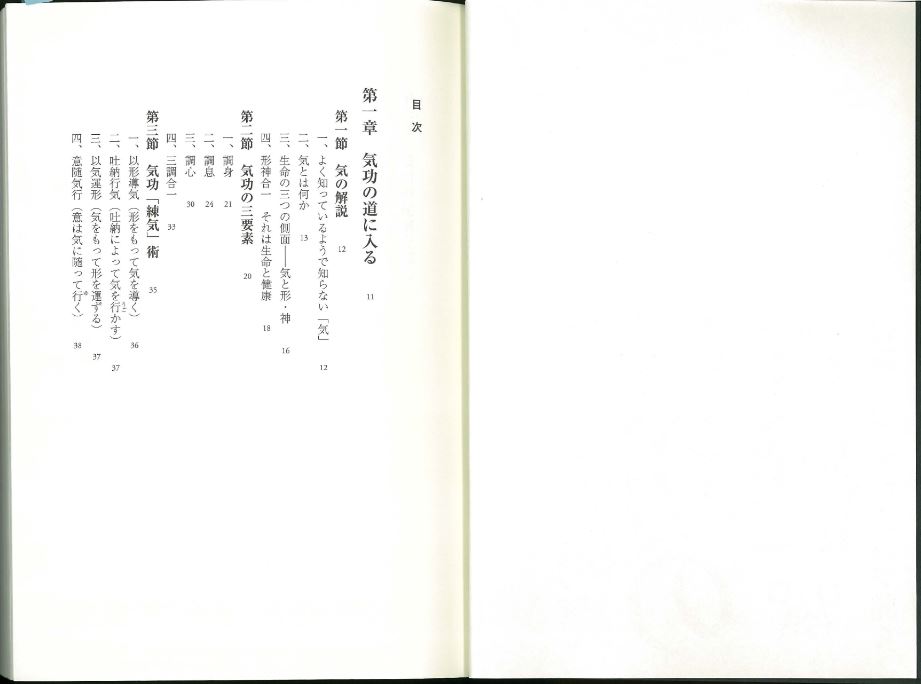 目次
第一章　気功の道に入る　11
第一節　気の解説　12
一、よく知っているようで知らない「気」　12
二、気とは何か　13
三、生命の三つの側面――気と形・神　16
四、形神合一　それは生命と健康　18
第二節　気功の三要素　20
一、調身　21
二、調息　24
三、調心　30
四、三調合一　33
第三節　気功「練気」術　35
一、以形導気（形をもって気を導く）　36
二、吐納行気（吐納によって気を行かす）　37
三、以気運形（気をもって形を運ずる）　37
四、意随気行（意は気に随って行く）　38